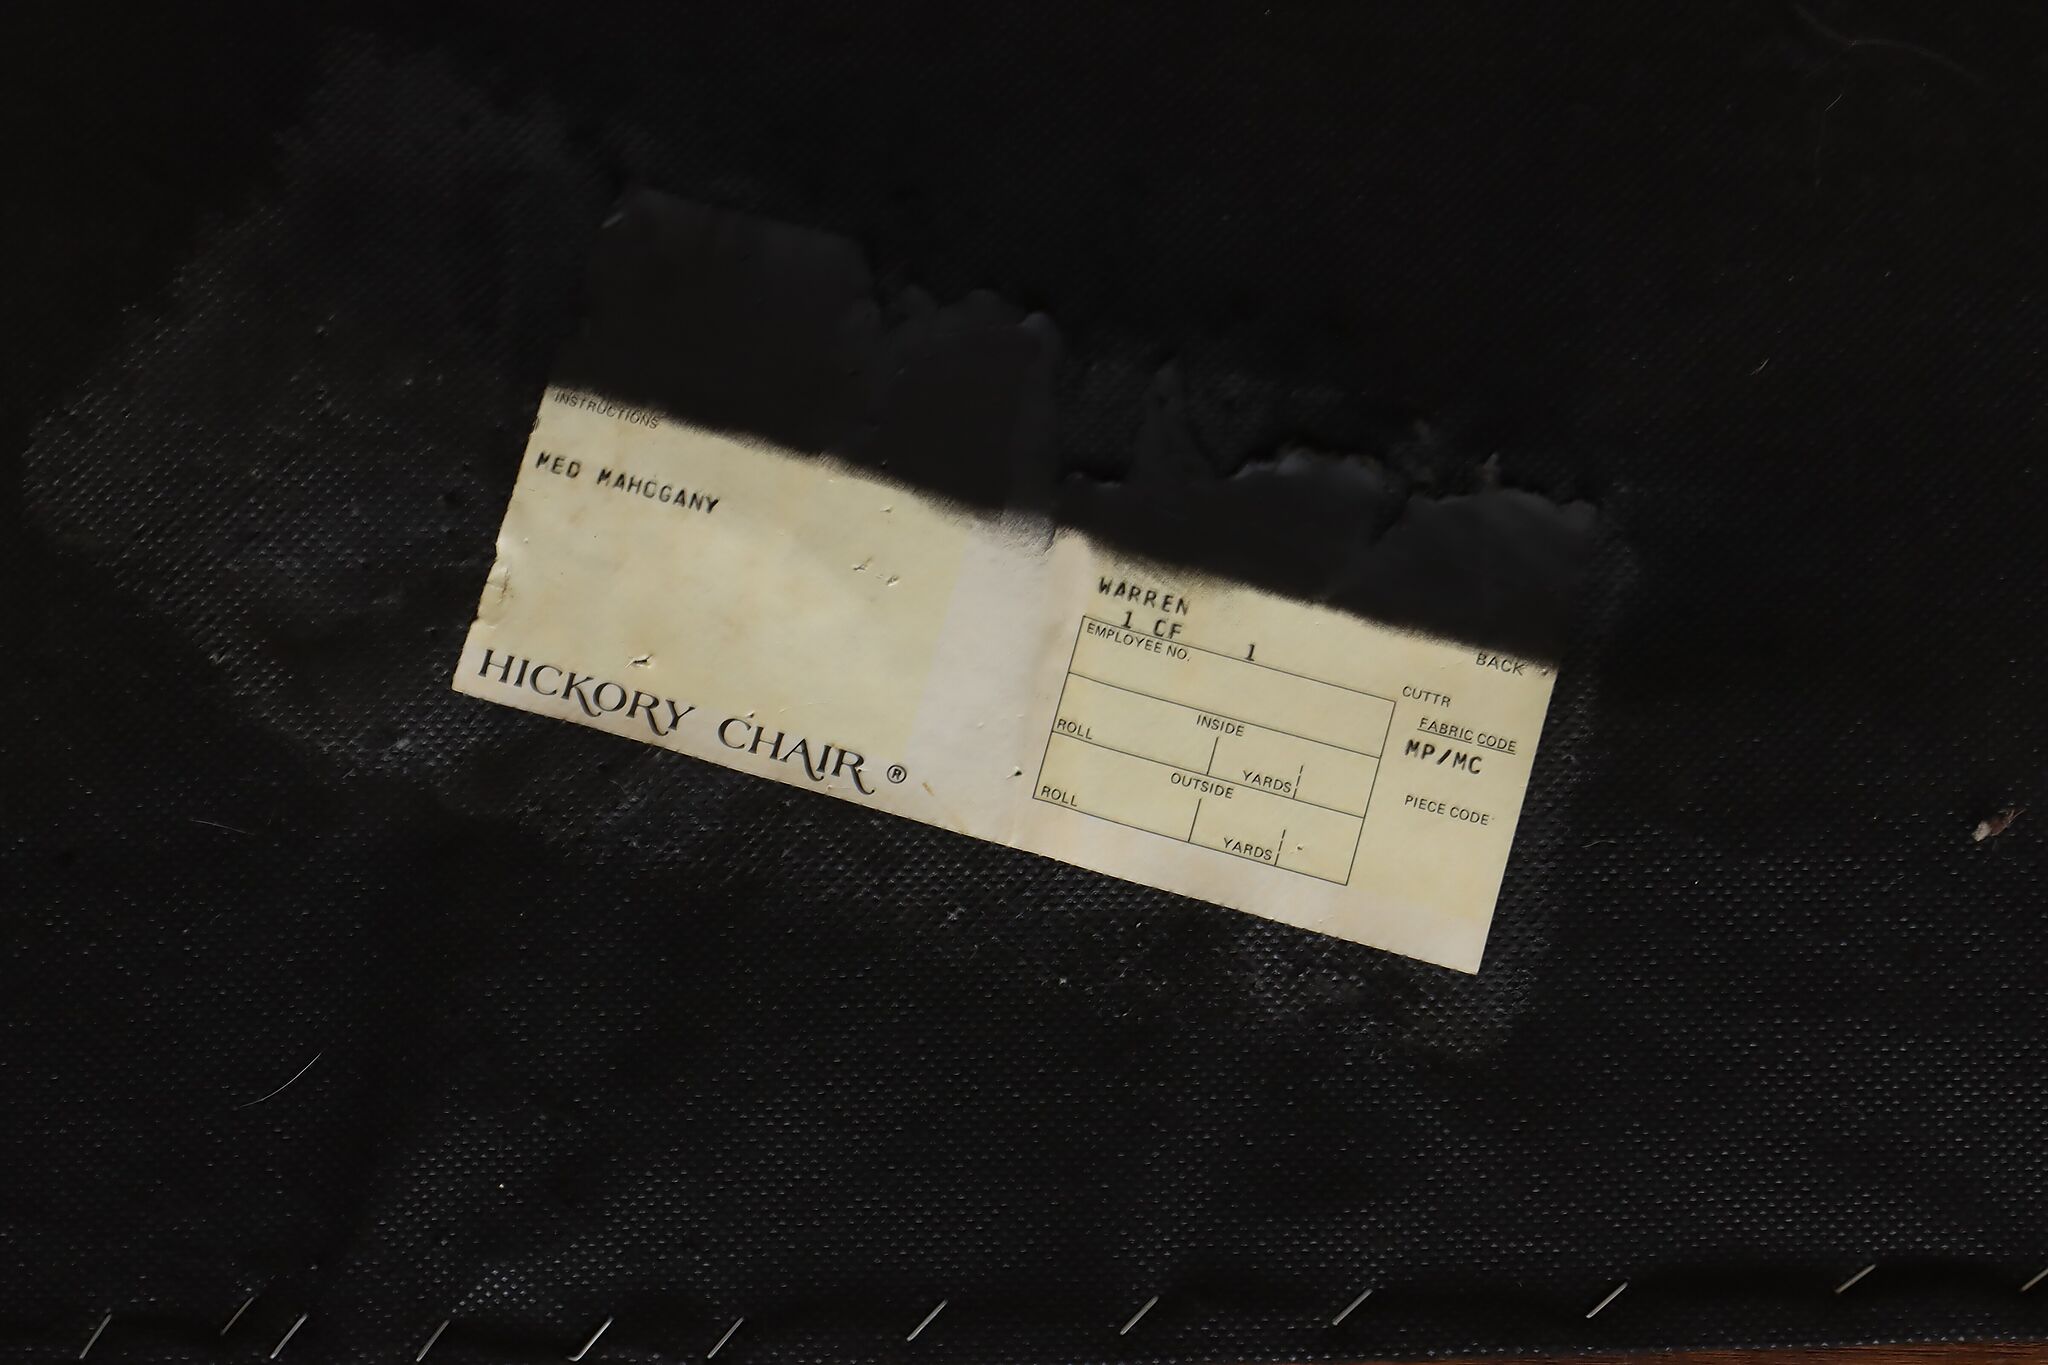 INSTRUCTIONS
MED MAHOGANY
HICKORY CHAIR ®
WARREN
1 CF 1
BACK
EMPLOYEE NO.
CUTTR
FABRIC CODE
MP/MC
INSIDE
ROLL
YARDS
PIECE CODE
OUTSIDE
ROLL
YARDS